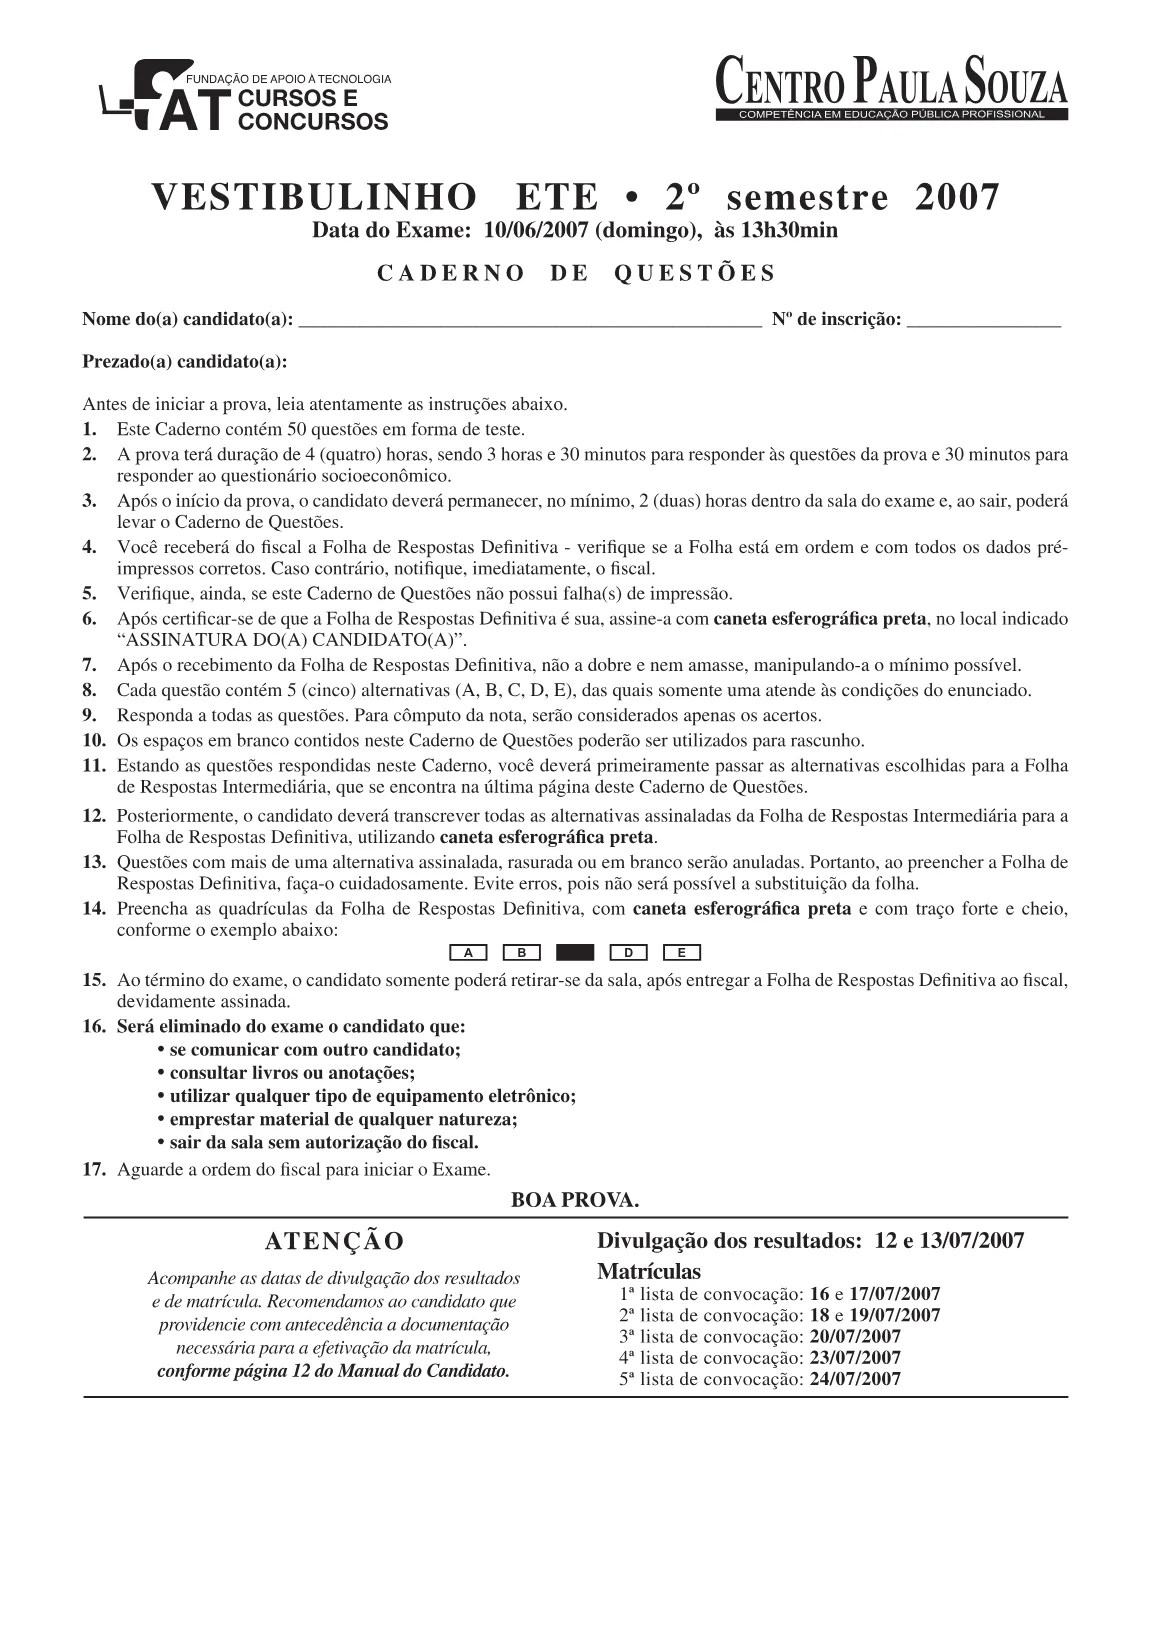 FUNDAÇÃO DE APOIO À TECNOLOGIA
FAT CURSOS E
CONCURSOS
CENTRO PAULA SOUZA
COMPETÊNCIA EM EDUCAÇÃO PÚBLICA PROFISSIONAL
VESTIBULINHO ETE • 2º semestre 2007
Data do Exame: 10/06/2007 (domingo), às 13h30min
CADERNO DE QUESTÕES
Nome do(a) candidato(a): ________________________________________________ Nº de inscrição: ________________
Prezado(a) candidato(a):
Antes de iniciar a prova, leia atentamente as instruções abaixo.
1. Este Caderno contém 50 questões em forma de teste.
2. A prova terá duração de 4 (quatro) horas, sendo 3 horas e 30 minutos para responder às questões da prova e 30 minutos para
responder ao questionário socioeconômico.
3. Após o início da prova, o candidato deverá permanecer, no mínimo, 2 (duas) horas dentro da sala do exame e, ao sair, poderá
levar o Caderno de Questões.
4. Você receberá do fiscal a Folha de Respostas Definitiva - verifique se a Folha está em ordem e com todos os dados pré-
impressos corretos. Caso contrário, notifique, imediatamente, o fiscal.
5. Verifique, ainda, se este Caderno de Questões não possui falha(s) de impressão.
6. Após certificar-se de que a Folha de Respostas Definitiva é sua, assine-a com caneta esferográfica preta, no local indicado
“ASSINATURA DO(A) CANDIDATO(A)”.
7. Após o recebimento da Folha de Respostas Definitiva, não a dobre e nem amasse, manipulando-a o mínimo possível.
8. Cada questão contém 5 (cinco) alternativas (A, B, C, D, E), das quais somente uma atende às condições do enunciado.
9. Responda a todas as questões. Para cômputo da nota, serão considerados apenas os acertos.
10. Os espaços em branco contidos neste Caderno de Questões poderão ser utilizados para rascunho.
11. Estando as questões respondidas neste Caderno, você deverá primeiramente passar as alternativas escolhidas para a Folha
de Respostas Intermediária, que se encontra na última página deste Caderno de Questões.
12. Posteriormente, o candidato deverá transcrever todas as alternativas assinaladas da Folha de Respostas Intermediária para a
Folha de Respostas Definitiva, utilizando caneta esferográfica preta.
13. Questões com mais de uma alternativa assinalada, rasurada ou em branco serão anuladas. Portanto, ao preencher a Folha de
Respostas Definitiva, faça-o cuidadosamente. Evite erros, pois não será possível a substituição da folha.
14. Preencha as quadrículas da Folha de Respostas Definitiva, com caneta esferográfica preta e com traço forte e cheio,
conforme o exemplo abaixo:
A B D E
15. Ao término do exame, o candidato somente poderá retirar-se da sala, após entregar a Folha de Respostas Definitiva ao fiscal,
devidamente assinada.
16. Será eliminado do exame o candidato que:
• se comunicar com outro candidato;
• consultar livros ou anotações;
• utilizar qualquer tipo de equipamento eletrônico;
• emprestar material de qualquer natureza;
• sair da sala sem autorização do fiscal.
17. Aguarde a ordem do fiscal para iniciar o Exame.
BOA PROVA.
ATENÇÃO
Acompanhe as datas de divulgação dos resultados
e de matrícula. Recomendamos ao candidato que
providencie com antecedência a documentação
necessária para a efetivação da matrícula,
conforme página 12 do Manual do Candidato.
Divulgação dos resultados: 12 e 13/07/2007
Matrículas
1ª lista de convocação: 16 e 17/07/2007
2ª lista de convocação: 18 e 19/07/2007
3ª lista de convocação: 20/07/2007
4ª lista de convocação: 23/07/2007
5ª lista de convocação: 24/07/2007